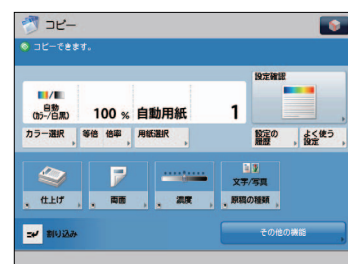 コピー
コピーできます。
設定確認
自動
(カラー/白黒)
100 % 自動用紙 1
カラー選択 等倍 倍率 用紙選択 設定の履歴 よく使う設定
文字/写真
仕上げ 両面 濃度 原稿の種類
割り込み その他の機能